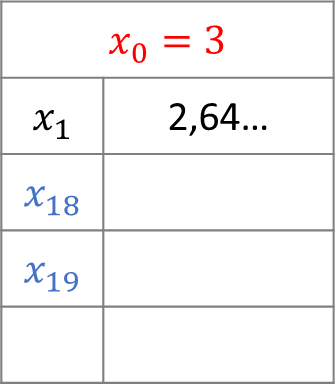 x₀ = 3
x₁ 2,64...
x₁₈
x₁₉